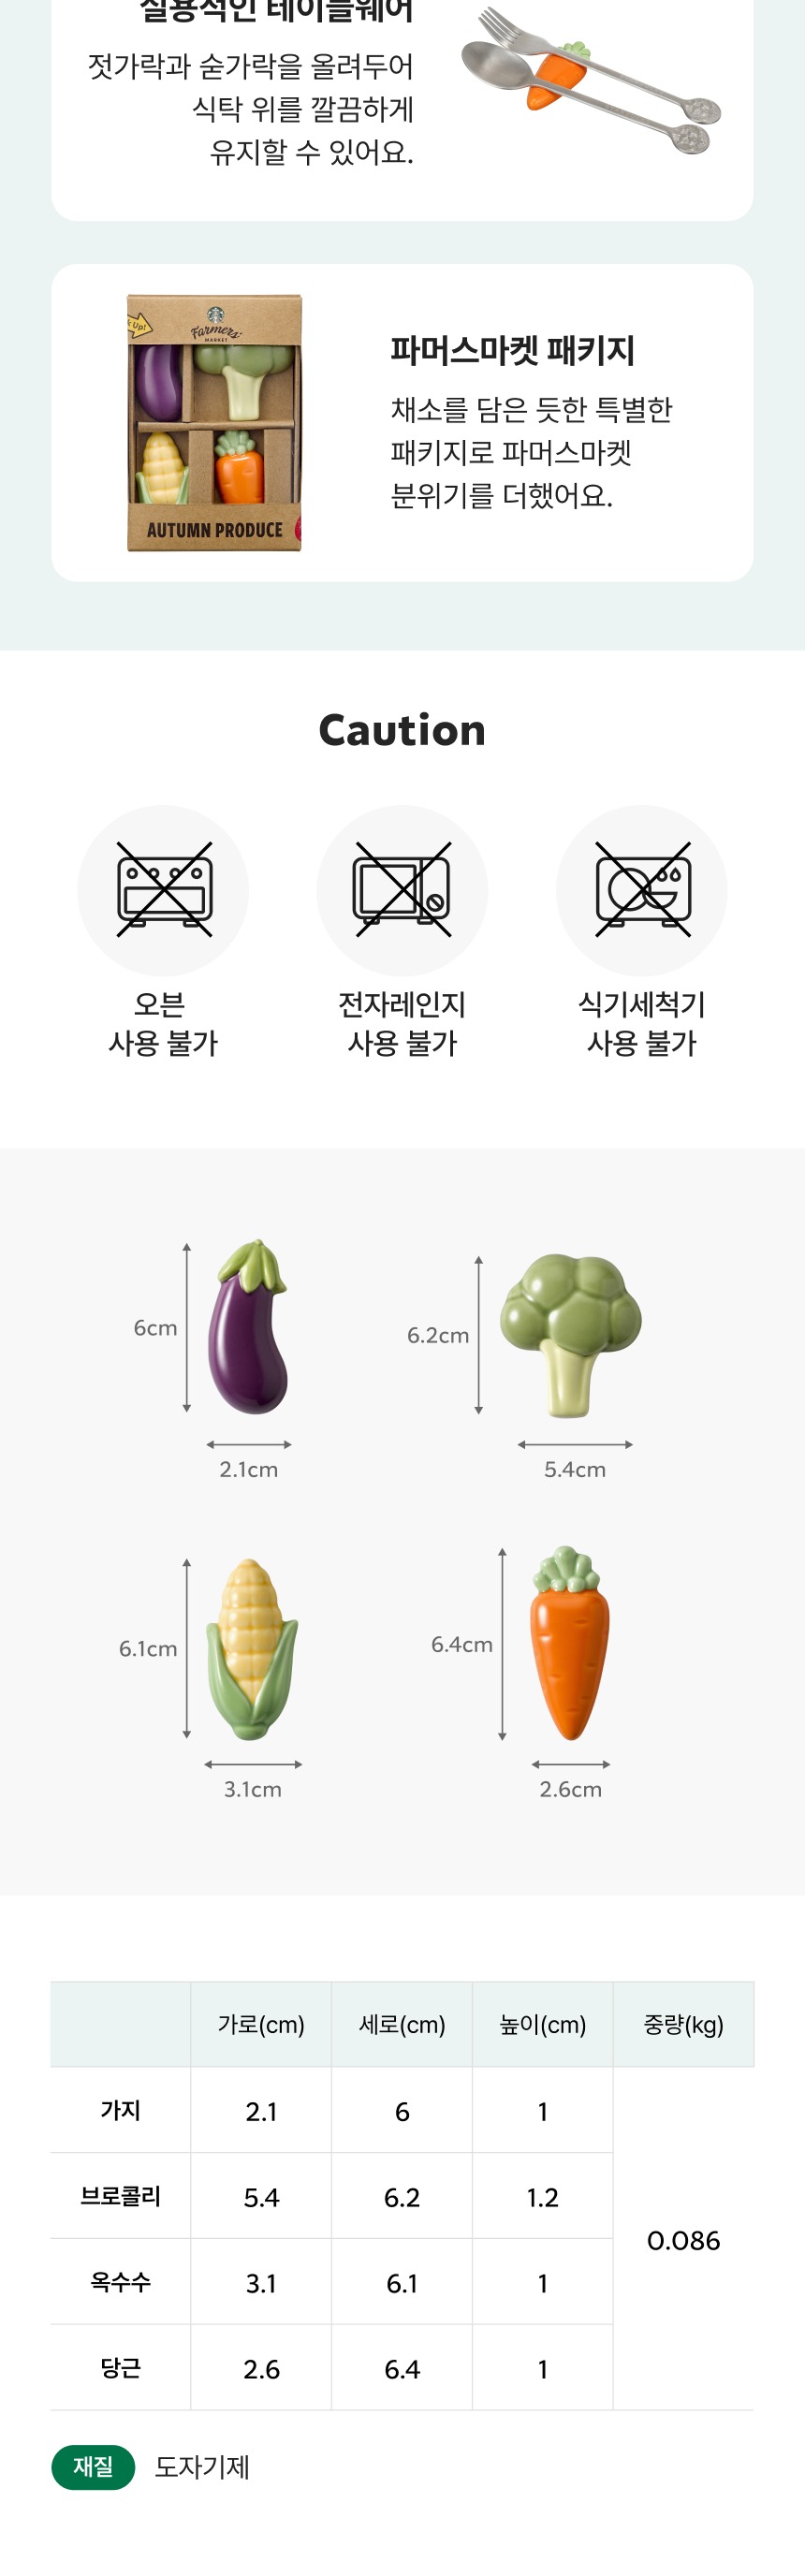 실용적인 테이블웨어
젓가락과 숟가락을 올려두어
식탁 위를 깔끔하게
유지할 수 있어요.
Up!
Farmers'
MARKET
AUTUMN PRODUCE
파머스마켓 패키지
채소를 담은 듯한 특별한
패키지로 파머스마켓
분위기를 더했어요.
Caution
오븐
사용 불가
전자레인지
사용 불가
식기세척기
사용 불가
6cm
2.1cm
6.2cm
5.4cm
6.1cm
3.1cm
6.4cm
2.6cm
가로(cm) 세로(cm) 높이(cm) 중량(kg)
가지 2.1 6 1
브로콜리 5.4 6.2 1.2
0.086
옥수수 3.1 6.1 1
당근 2.6 6.4 1
재질 도자기제